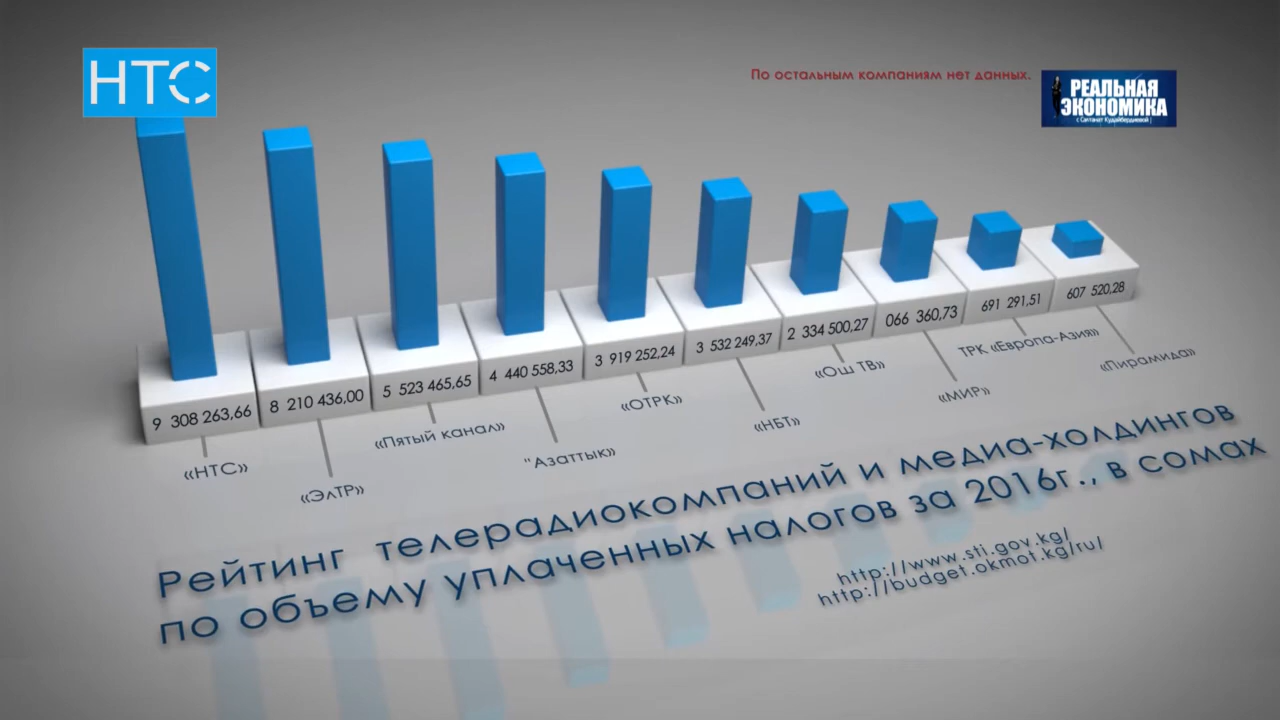 НТС
По остальным компаниям нет данных.
РЕАЛЬНАЯ
ЭКОНОМИКА
с Салтанат Кудайбердиевой
9 308 263,66
8 210 436,00
5 523 465,65
4 440 558,33
3 919 252,24
3 532 249,37
2 334 500,27
066 360,73
691 291,51
607 520,28
«НТС»
«ЭлТР»
«Пятый канал»
"Азаттык»
«ОТРК»
«НБТ»
«Ош ТВ»
«МИР»
ТРК «Европа-Азия»
«Пирамида»
Рейтинг телерадиокомпаний и медиа-холдингов
по объему уплаченных налогов за 2016г., в сомах
http://www.sti.gov.kg/
http://budget.okmot.kg/ru/